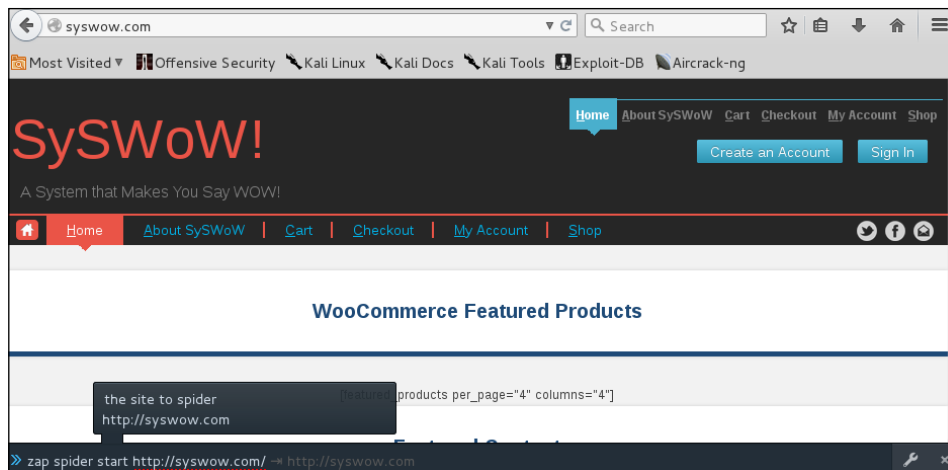 syswow.com
Search
Most Visited Offensive Security Kali Linux Kali Docs Kali Tools Exploit-DB Aircrack-ng
Home About SySWoW Cart Checkout My Account Shop
SySWoW!
Create an Account Sign In
A System that Makes You Say WOW!
Home About SySWoW Cart Checkout My Account Shop
WooCommerce Featured Products
[featured_products per_page="4" columns="4"]
the site to spider
http://syswow.com
» zap spider start http://syswow.com/ ⇥ http://syswow.com